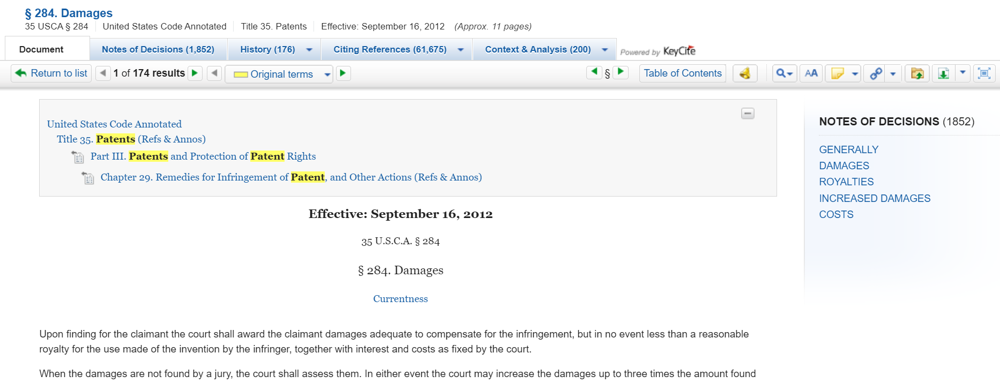 § 284. Damages
35 USCA § 284 United States Code Annotated Title 35. Patents Effective: September 16, 2012 (Approx. 11 pages)
Document Notes of Decisions (1,852) History (176) Citing References (61,675) Context & Analysis (200) Powered by KeyCite
Return to list 1 of 174 results Original terms § Table of Contents AA
United States Code Annotated
Title 35. Patents (Refs & Annos)
Part III. Patents and Protection of Patent Rights
Chapter 29. Remedies for Infringement of Patent, and Other Actions (Refs & Annos)
Effective: September 16, 2012
35 U.S.C.A. § 284
§ 284. Damages
Currentness
Upon finding for the claimant the court shall award the claimant damages adequate to compensate for the infringement, but in no event less than a reasonable
royalty for the use made of the invention by the infringer, together with interest and costs as fixed by the court.
When the damages are not found by a jury, the court shall assess them. In either event the court may increase the damages up to three times the amount found
NOTES OF DECISIONS (1852)
GENERALLY
DAMAGES
ROYALTIES
INCREASED DAMAGES
COSTS